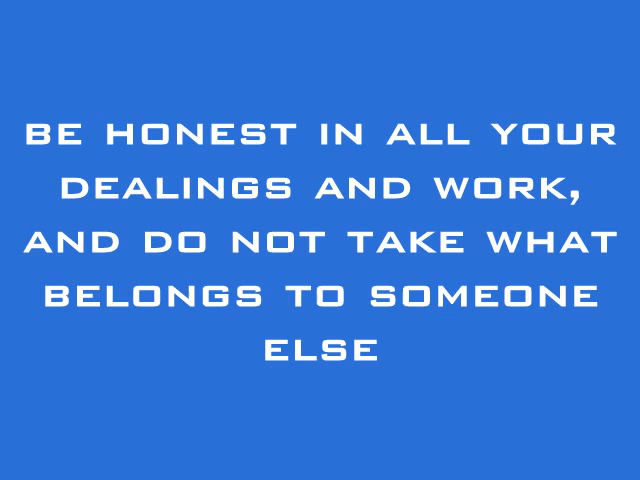 BE HONEST IN ALL YOUR
DEALINGS AND WORK,
AND DO NOT TAKE WHAT
BELONGS TO SOMEONE
ELSE